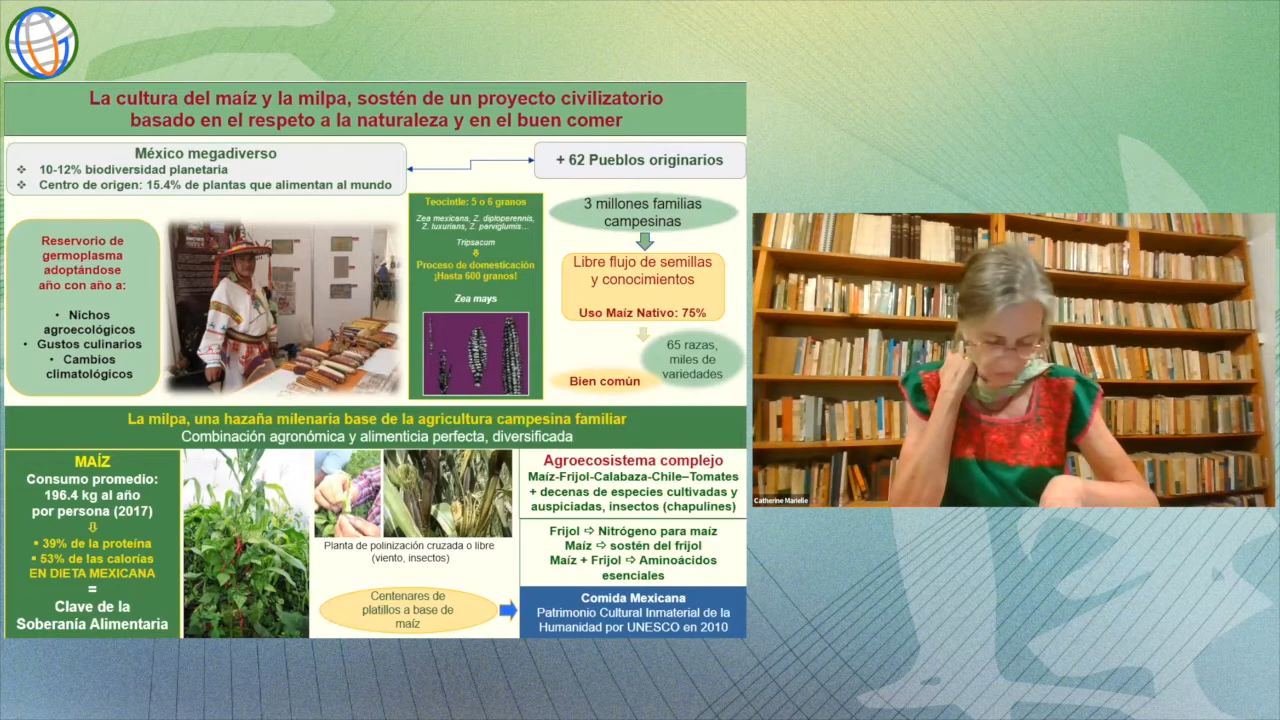 La cultura del maíz y la milpa, sostén de un proyecto civilizatorio
basado en el respeto a la naturaleza y en el buen comer
México megadiverso
❖ 10-12% biodiversidad planetaria
❖ Centro de origen: 15.4% de plantas que alimentan al mundo
+ 62 Pueblos originarios
Reservorio de
germoplasma
adoptándose
año con año a:
• Nichos
agroecológicos
• Gustos culinarios
• Cambios
climatológicos
Teocintle: 5 o 6 granos
Zea mexicana, Z. diploperennis,
Z. luxurians, Z. parviglumis...
Tripsacum
⇩
Proceso de domesticación
¡Hasta 600 granos!
Zea mays
3 millones familias
campesinas
Libre flujo de semillas
y conocimientos
Uso Maíz Nativo: 75%
65 razas,
miles de
variedades
Bien común
La milpa, una hazaña milenaría base de la agricultura campesina familiar
Combinación agronómica y alimenticia perfecta, diversificada
MAÍZ
Consumo promedio:
196.4 kg al año
por persona (2017)
⇩
▪ 39% de la proteína
▪ 53% de las calorías
EN DIETA MEXICANA
=
Clave de la
Soberanía Alimentaria
Planta de polinización cruzada o libre
(viento, insectos)
Centenares de
platillos a base de
maíz
Agroecosistema complejo
Maíz-Frijol-Calabaza-Chile–Tomates
+ decenas de especies cultivadas y
auspiciadas, insectos (chapulines)
Frijol ⇨ Nitrógeno para maíz
Maíz ⇨ sostén del frijol
Maíz + Frijol ⇨ Aminoácidos
esenciales
Comida Mexicana
Patrimonio Cultural Inmaterial de la
Humanidad por UNESCO en 2010
Catherine Marielle